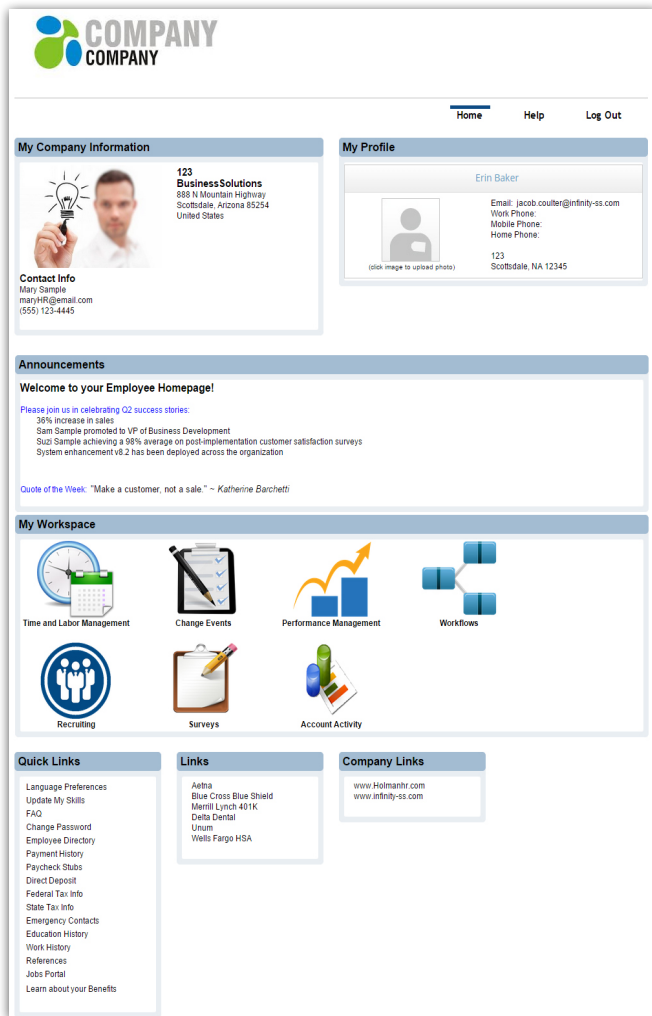 COMPANY
COMPANY
Home Help Log Out
My Company Information
123
BusinessSolutions
888 N Mountain Highway
Scottsdale, Arizona 85254
United States
Contact Info
Mary Sample
maryHR@email.com
(555) 123-4445
My Profile
Erin Baker
Email: jacob.coulter@infinity-ss.com
Work Phone:
Mobile Phone:
Home Phone:
123
Scottsdale, NA 12345
(click image to upload photo)
Announcements
Welcome to your Employee Homepage!
Please join us in celebrating Q2 success stories:
36% increase in sales
Sam Sample promoted to VP of Business Development
Suzi Sample achieving a 98% average on post-implementation customer satisfaction surveys
System enhancement v8.2 has been deployed across the organization
Quote of the Week: "Make a customer, not a sale." ~ Katherine Barchetti
My Workspace
Time and Labor Management
Change Events
Performance Management
Workflows
Recruiting
Surveys
Account Activity
Quick Links
Language Preferences
Update My Skills
FAQ
Change Password
Employee Directory
Payment History
Paycheck Stubs
Direct Deposit
Federal Tax Info
State Tax Info
Emergency Contacts
Education History
Work History
References
Jobs Portal
Learn about your Benefits
Links
Aetna
Blue Cross Blue Shield
Merrill Lynch 401K
Delta Dental
Unum
Wells Fargo HSA
Company Links
www.Holmanhr.com
www.infinity-ss.com